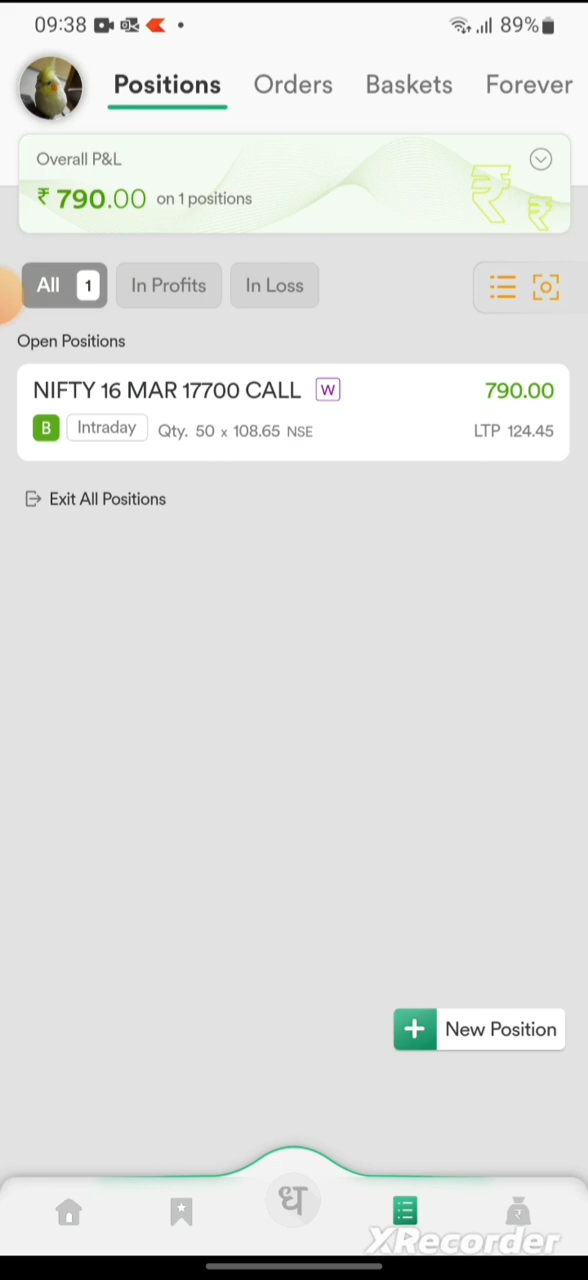 09:38 89%
Positions Orders Baskets Forever
Overall P&L
₹ 790.00 on 1 positions
All 1 In Profits In Loss
Open Positions
NIFTY 16 MAR 17700 CALL W 790.00
B Intraday Qty. 50 x 108.65 NSE LTP 124.45
Exit All Positions
+ New Position
ध
XRecorder